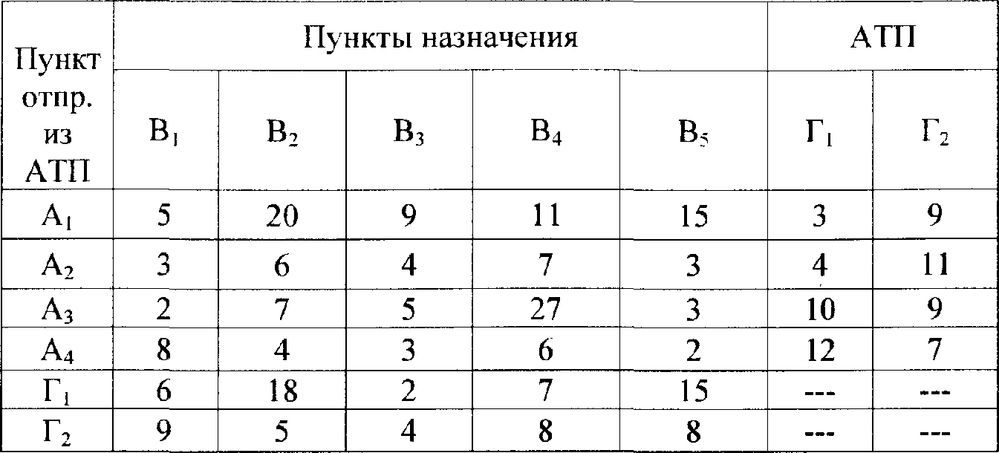 Пункт отпр. из АТП | Пункты назначения | АТП
B₁ | B₂ | B₃ | B₄ | B₅ | Г₁ | Г₂
A₁ | 5 | 20 | 9 | 11 | 15 | 3 | 9
A₂ | 3 | 6 | 4 | 7 | 3 | 4 | 11
A₃ | 2 | 7 | 5 | 27 | 3 | 10 | 9
A₄ | 8 | 4 | 3 | 6 | 2 | 12 | 7
Г₁ | 6 | 18 | 2 | 7 | 15 | --- | ---
Г₂ | 9 | 5 | 4 | 8 | 8 | --- | ---